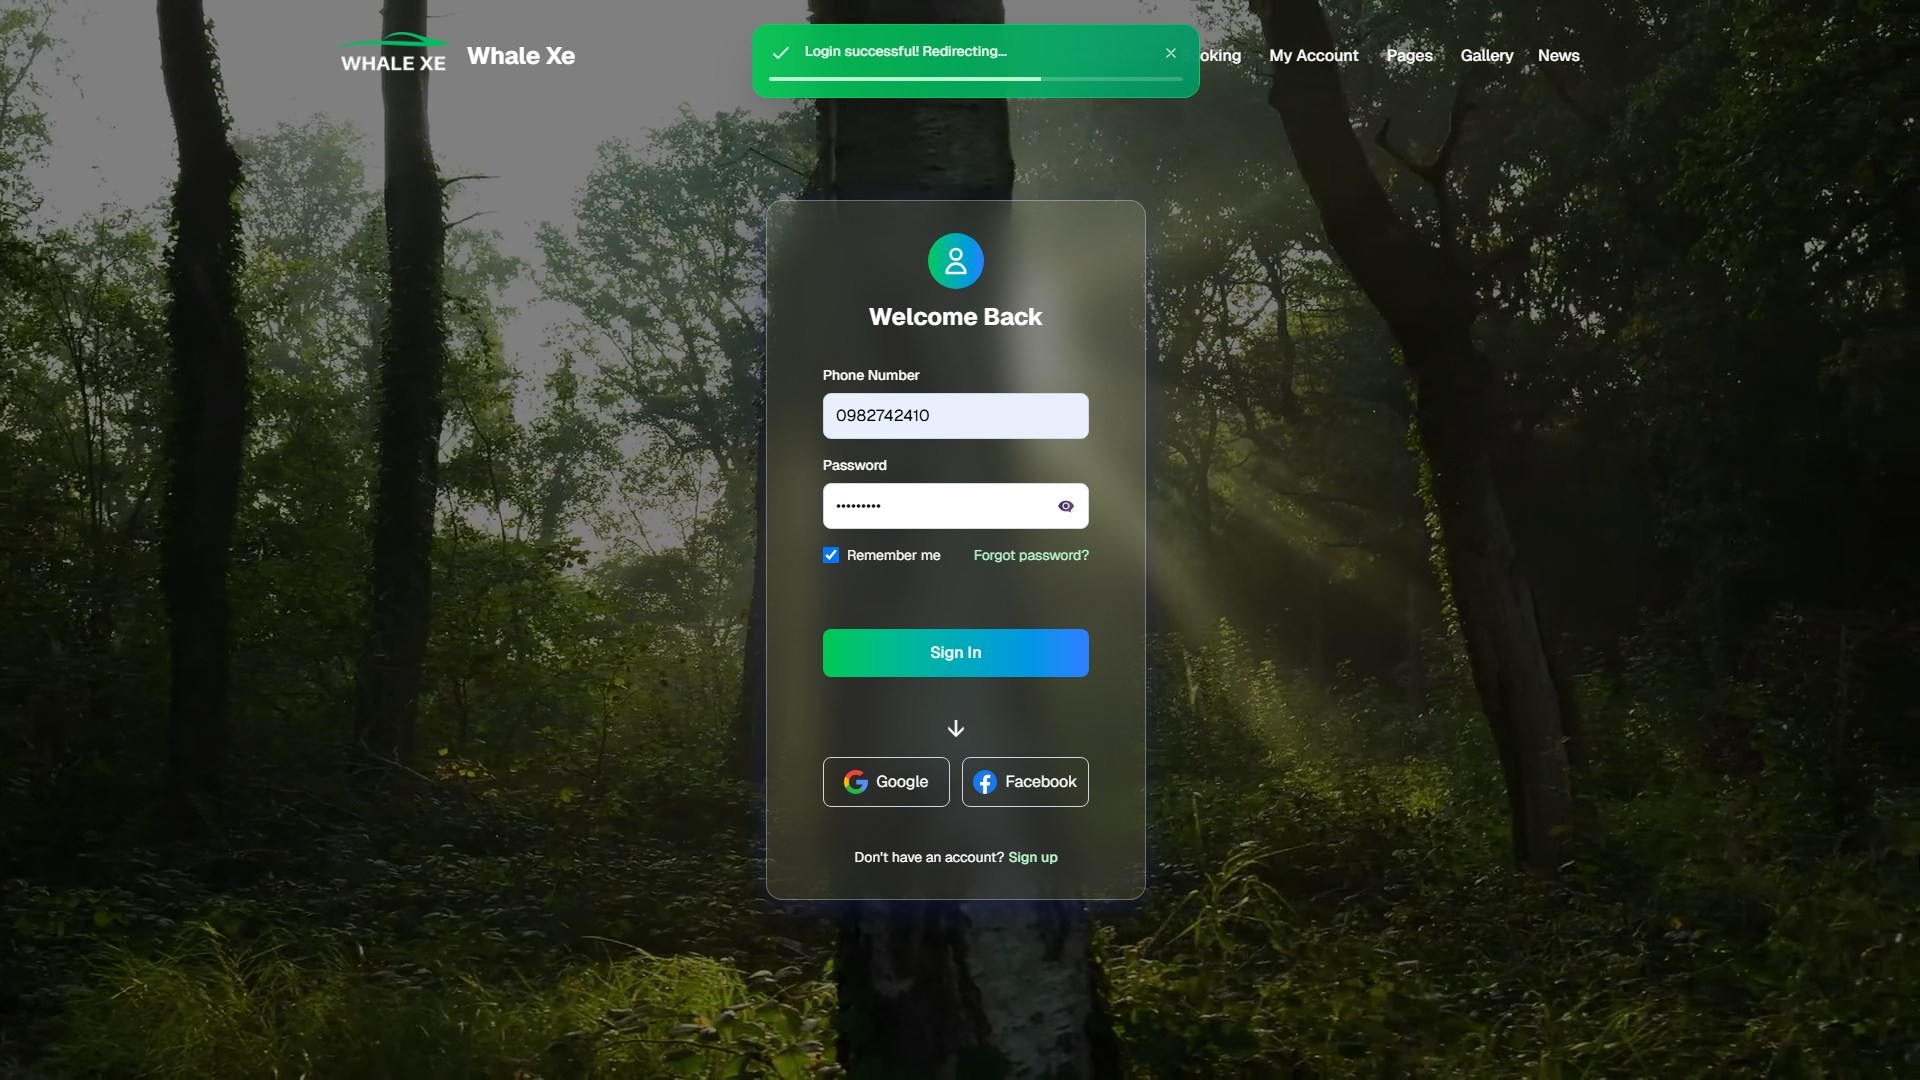 WHALE XE
Whale Xe
Login successful! Redirecting...
oking
My Account
Pages
Gallery
News
Welcome Back
Phone Number
0982742410
Password
•••••••••
Remember me
Forgot password?
Sign In
Google
Facebook
Don't have an account? Sign up